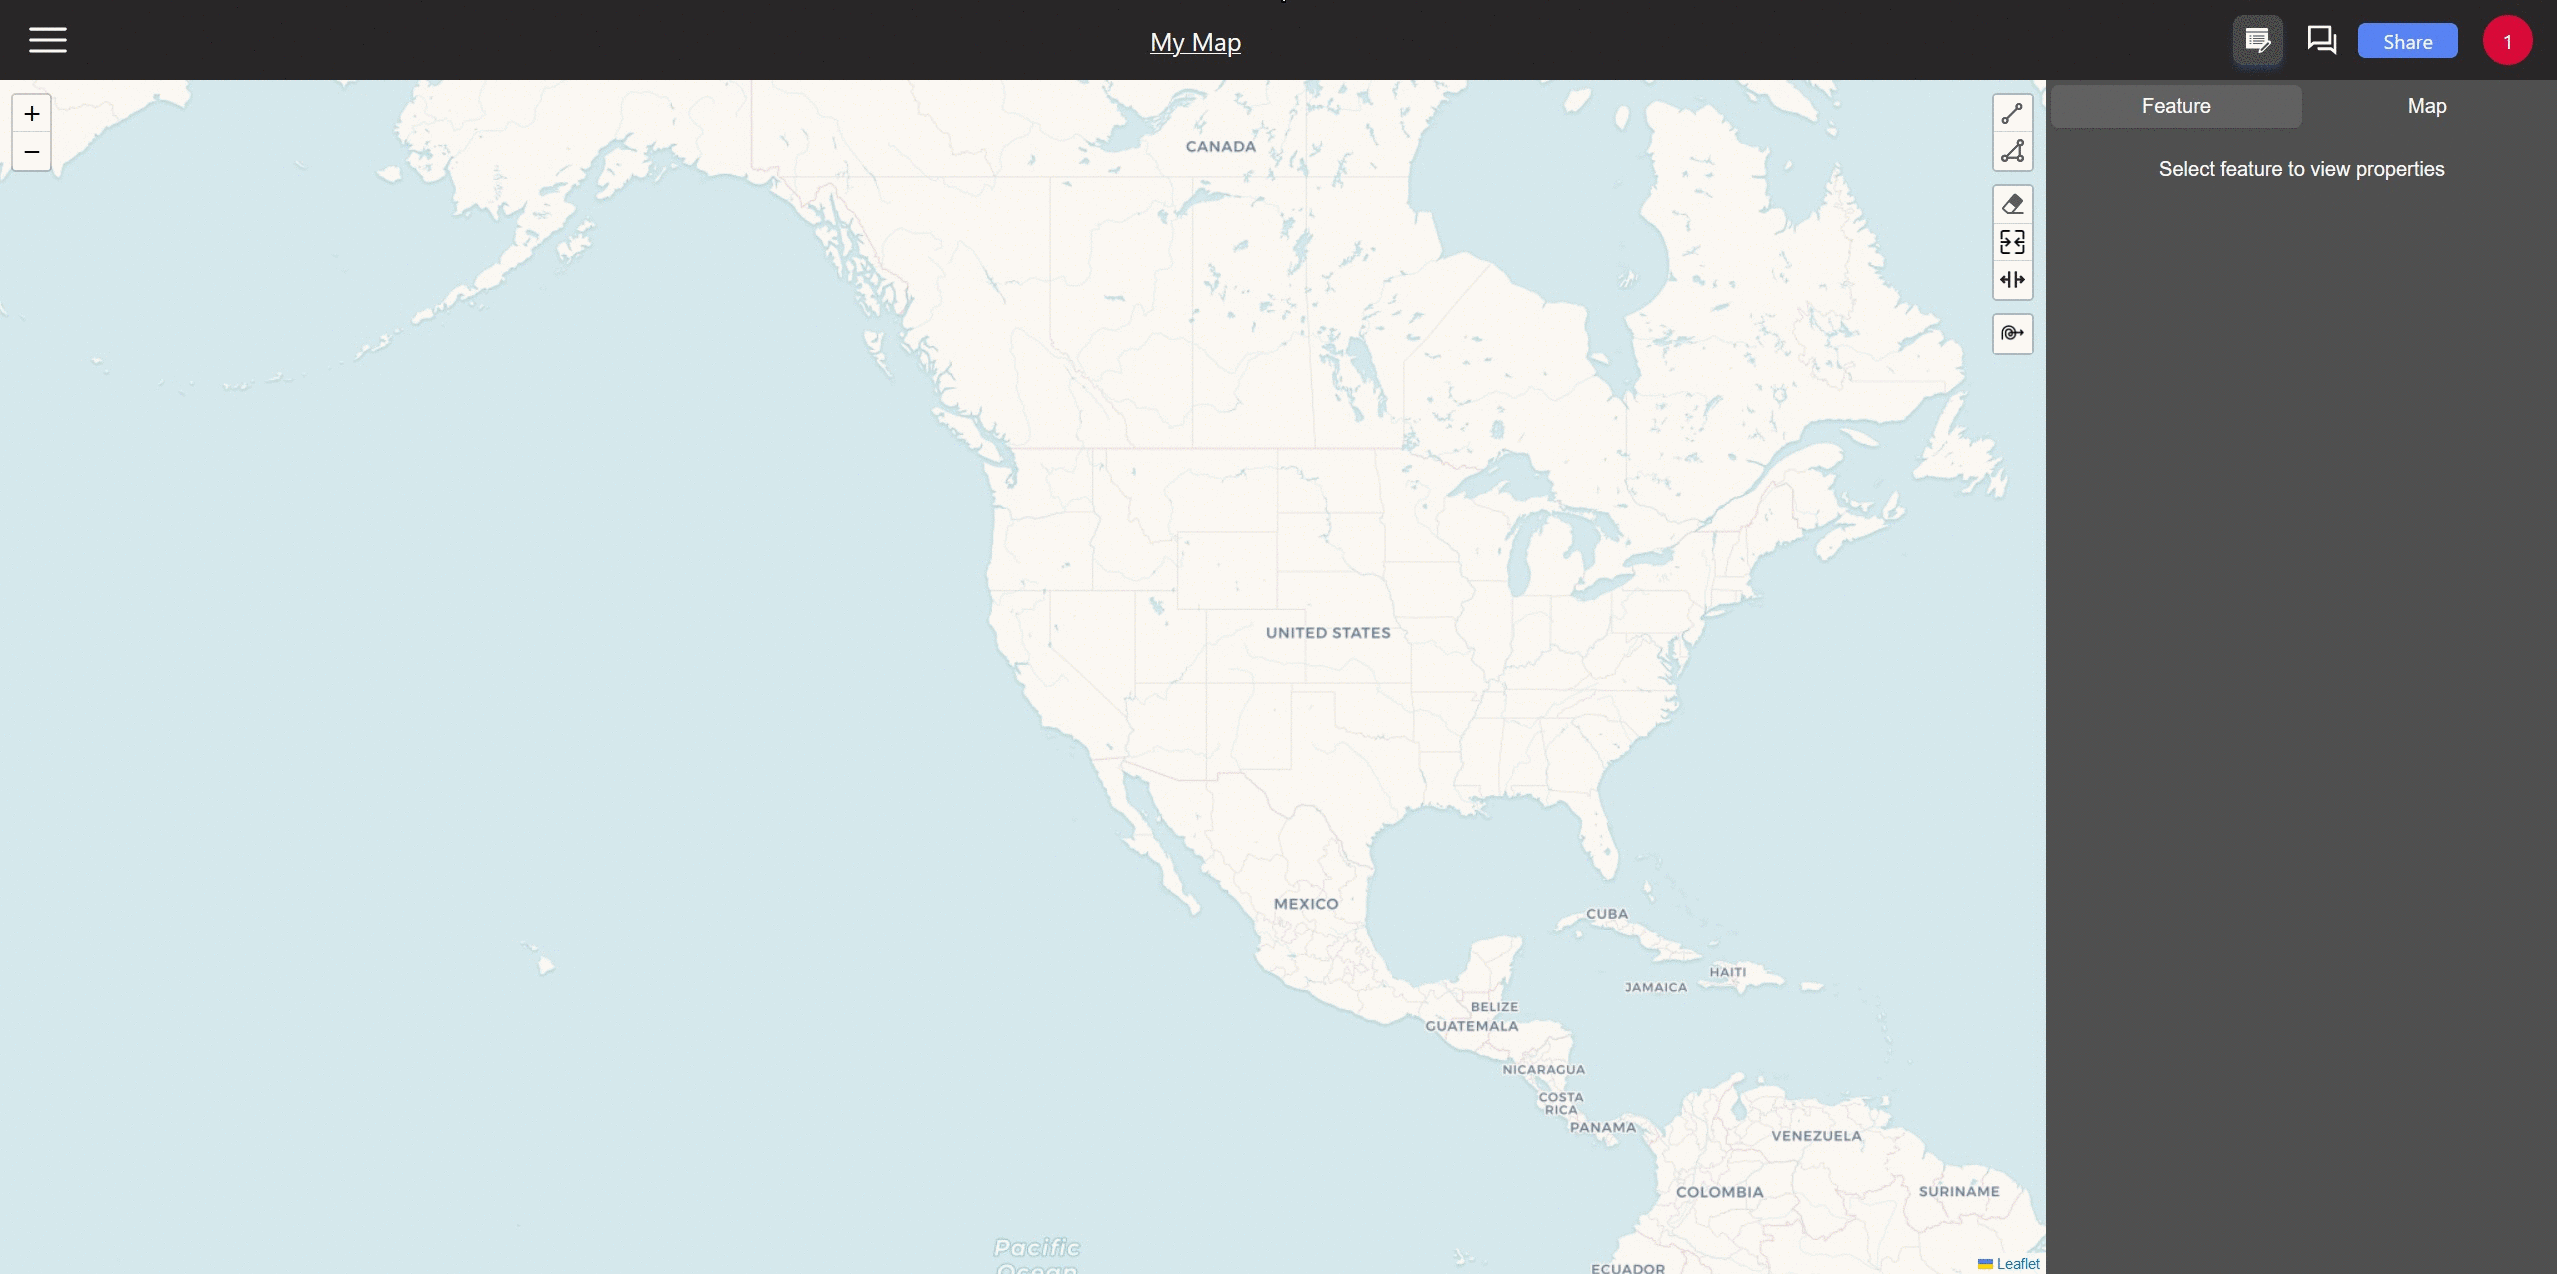 My Map
Share
1
+
−
Feature
Map
Select feature to view properties
CANADA
UNITED STATES
MEXICO
CUBA
HAITI
JAMAICA
BELIZE
GUATEMALA
NICARAGUA
COSTA
RICA
PANAMA
VENEZUELA
COLOMBIA
SURINAME
Pacific
Ocean
ECUADOR
Leaflet